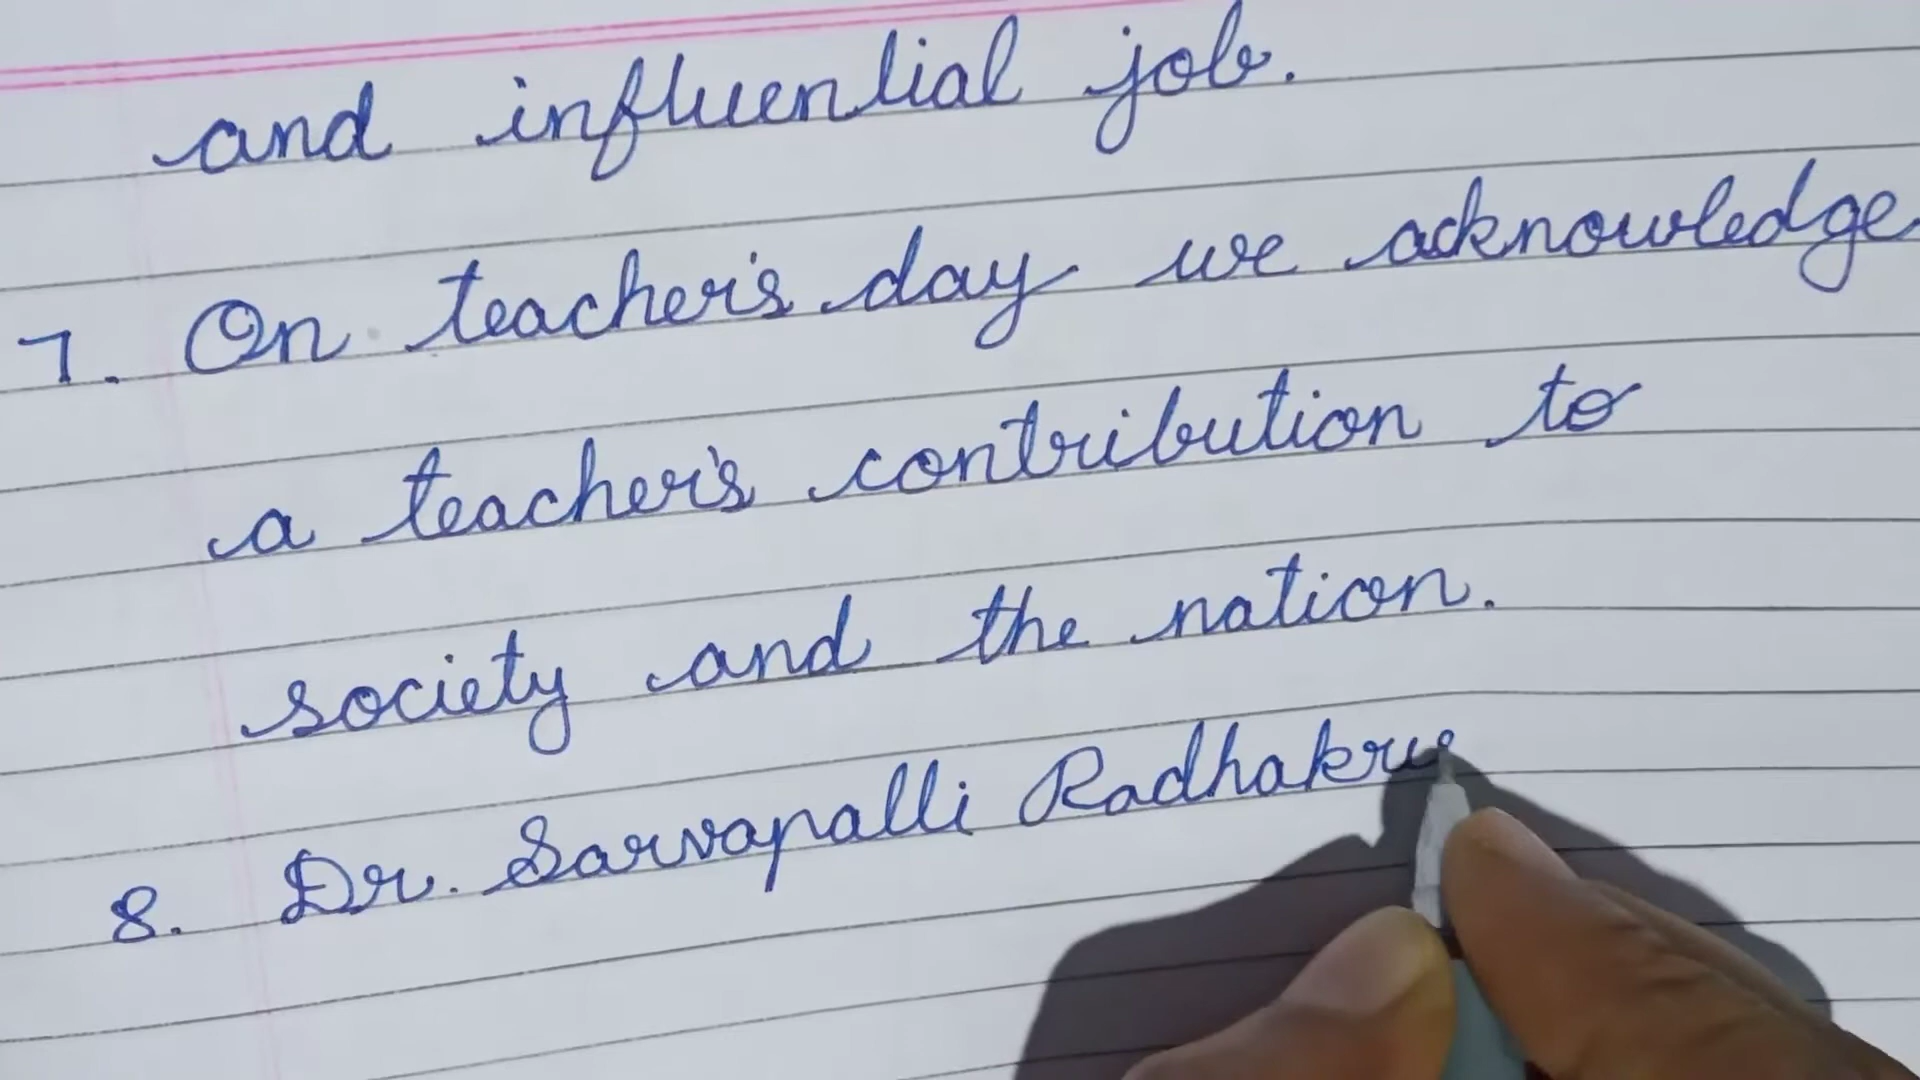 and influential job.
7. On teacher's day we acknowledge
a teacher's contribution to
society and the nation.
8. Dr. Sarvapalli Radhakris